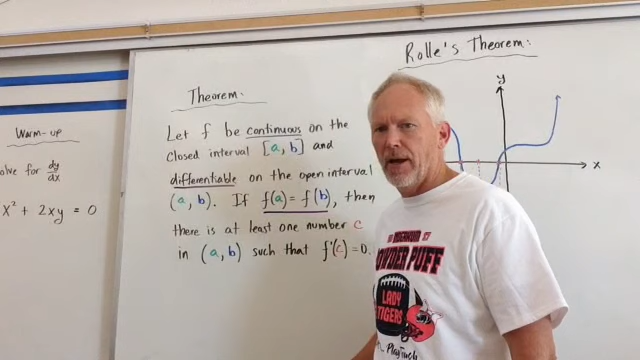 Rolle's Theorem:
Theorem:
Let f be continuous on the
closed interval [a, b] and
differentiable on the open interval
(a, b). If f(a) = f(b), then
there is at least one number c
in (a, b) such that f'(c) = 0.
Warm-up
olve for dy/dx
x² + 2xy = 0
y
x
POWDER PUFF
LADY
TIGERS